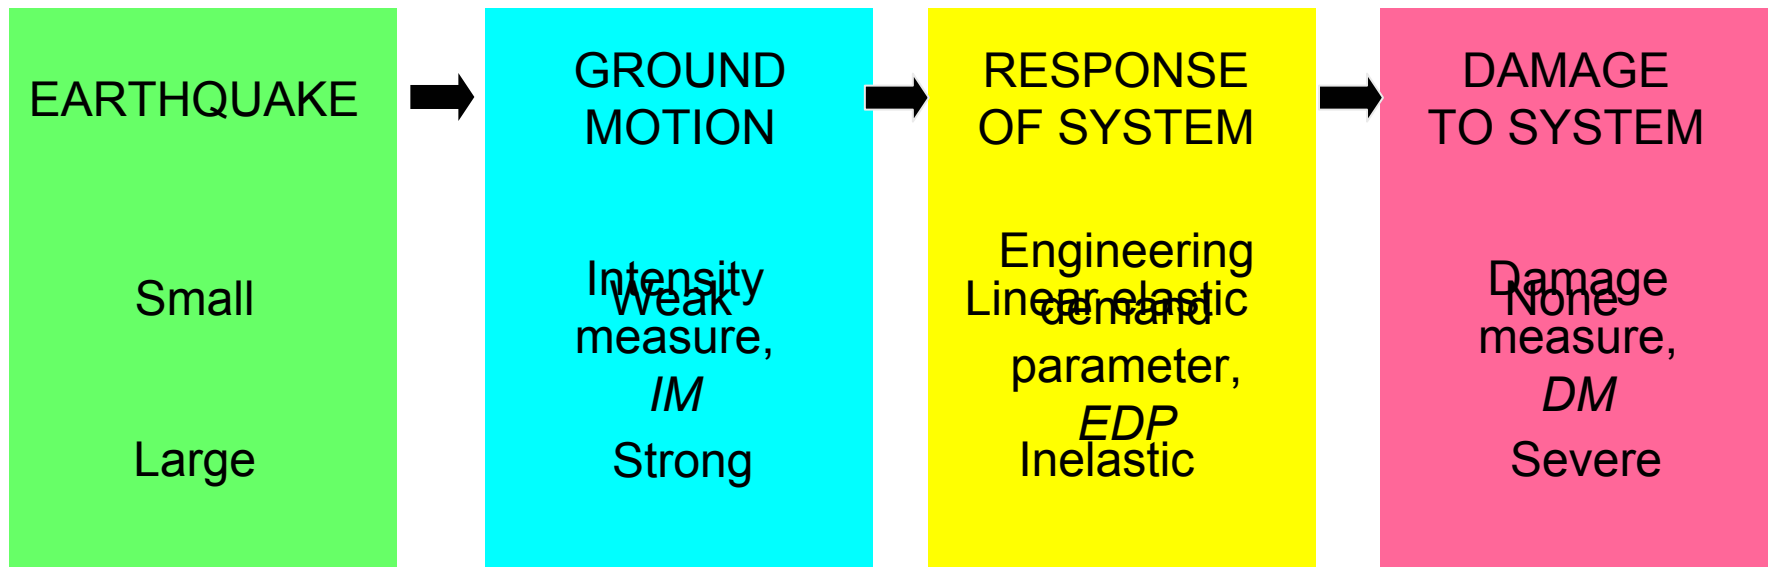 EARTHQUAKE
Small
Large
GROUND
MOTION
Intensity
Weak
measure,
IM
Strong
RESPONSE
OF SYSTEM
Engineering
Linear elastic
demand
parameter,
EDP
Inelastic
DAMAGE
TO SYSTEM
Damage
None
measure,
DM
Severe